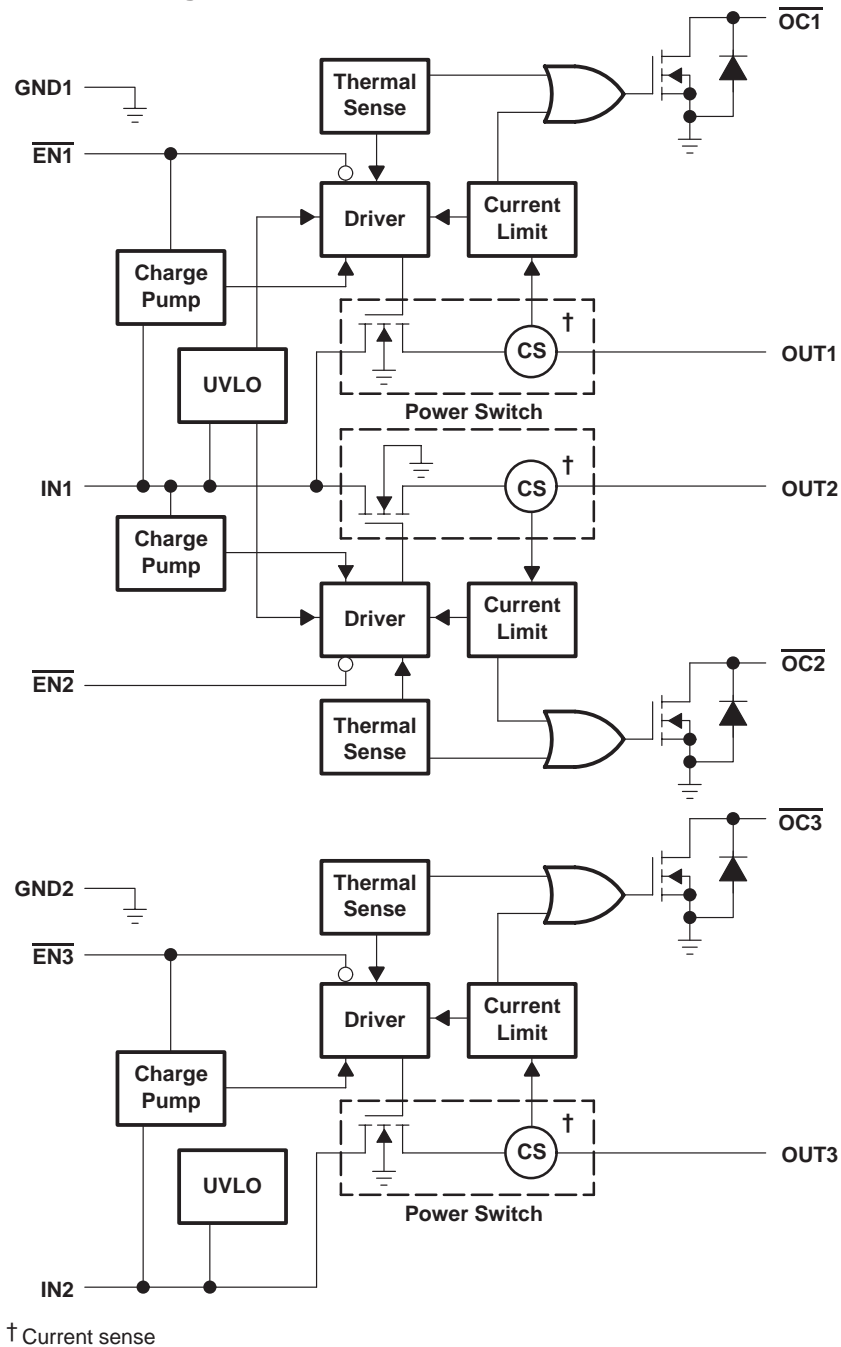 OC1
Thermal
Sense
GND1
EN1
Driver
Current
Limit
Charge
Pump
†
CS
OUT1
UVLO
Power Switch
†
IN1
CS
OUT2
Charge
Pump
Driver
Current
Limit
OC2
EN2
Thermal
Sense
OC3
Thermal
Sense
GND2
EN3
Driver
Current
Limit
Charge
Pump
†
CS
OUT3
UVLO
Power Switch
IN2
† Current sense